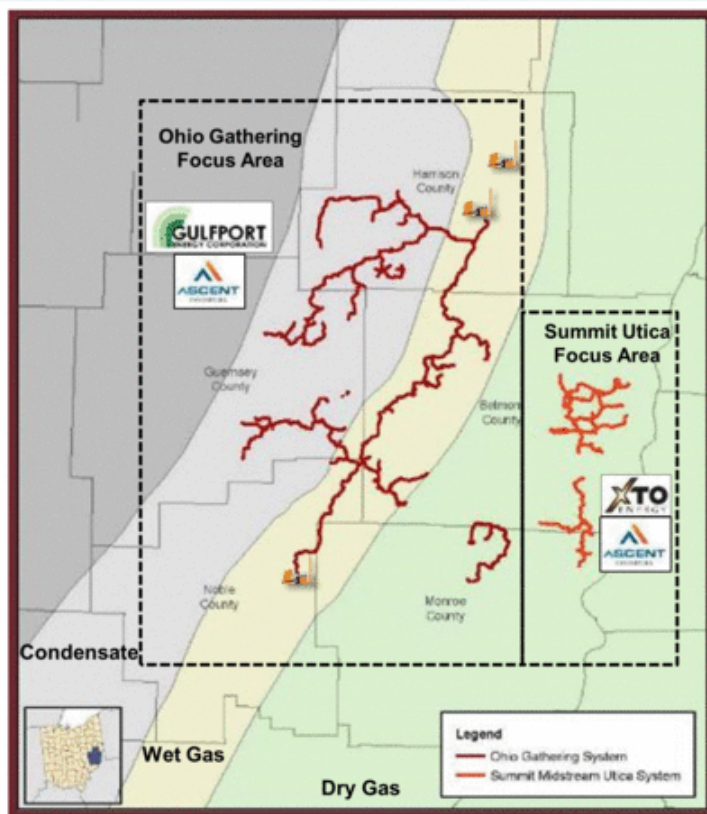 Ohio Gathering
Focus Area
Harrison
County
GULFPORT
ENERGY CORPORATION
ASCENT
Summit Utica
Focus Area
Guernsey
County
Belmont
County
XTO
ENERGY
ASCENT
Noble
County
Monroe
County
Condensate
Wet Gas
Dry Gas
Legend
Ohio Gathering System
Summit Midstream Utica System